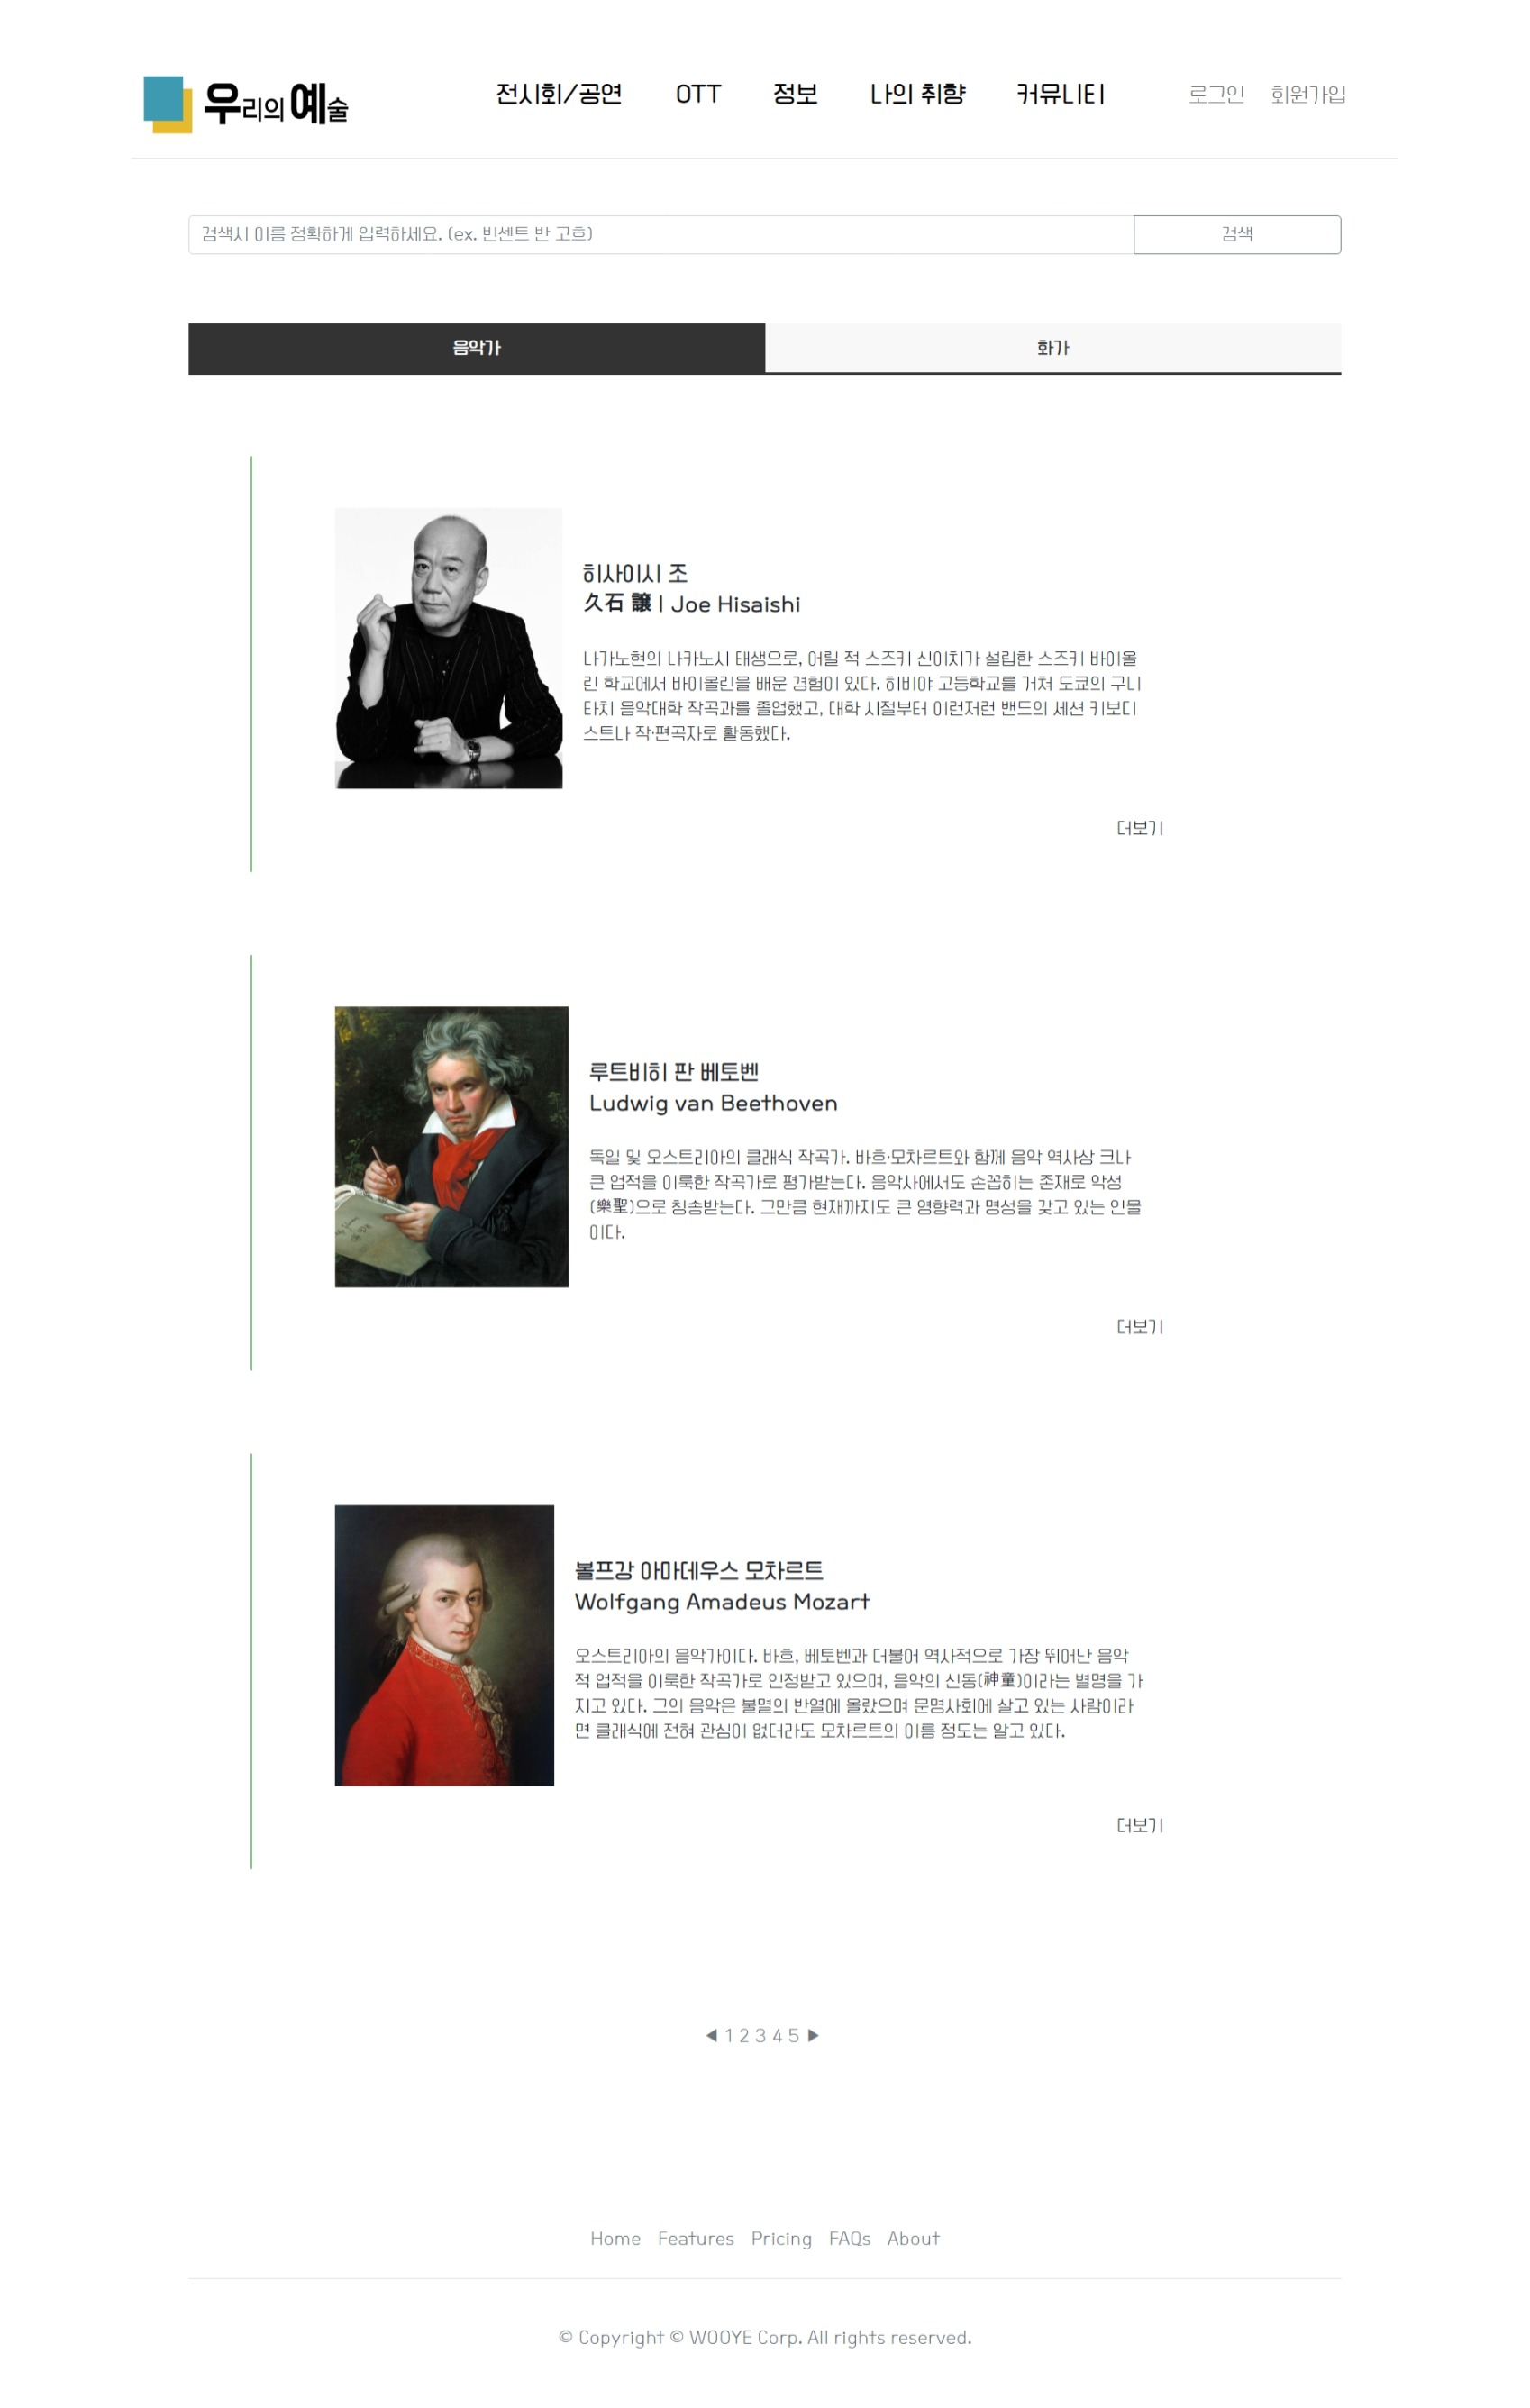 우리의 예술
전시회/공연 OTT 정보 나의 취향 커뮤니티 로그인 회원가입
검색시 이름 정확하게 입력하세요. (ex. 빈센트 반 고흐) 검색
음악가 화가
히사이시 조
久石 譲 | Joe Hisaishi
나가노현의 나카노시 태생으로, 어릴 적 스즈키 신이치가 설립한 스즈키 바이올
린 학교에서 바이올린을 배운 경험이 있다. 히비야 고등학교를 거쳐 도쿄의 구니
타치 음악대학 작곡과를 졸업했고, 대학 시절부터 이런저런 밴드의 세션 키보디
스트나 작·편곡자로 활동했다.
더보기
루트비히 판 베토벤
Ludwig van Beethoven
독일 및 오스트리아의 클래식 작곡가. 바흐·모차르트와 함께 음악 역사상 크나
큰 업적을 이룩한 작곡가로 평가받는다. 음악사에서도 손꼽히는 존재로 악성
(樂聖)으로 칭송받는다. 그만큼 현재까지도 큰 영향력과 명성을 갖고 있는 인물
이다.
더보기
볼프강 아마데우스 모차르트
Wolfgang Amadeus Mozart
오스트리아의 음악가이다. 바흐, 베토벤과 더불어 역사적으로 가장 뛰어난 음악
적 업적을 이룩한 작곡가로 인정받고 있으며, 음악의 신동(神童)이라는 별명을 가
지고 있다. 그의 음악은 불멸의 반열에 올랐으며 문명사회에 살고 있는 사람이라
면 클래식에 전혀 관심이 없더라도 모차르트의 이름 정도는 알고 있다.
더보기
◀ 1 2 3 4 5 ▶
Home Features Pricing FAQs About
© Copyright © WOOYE Corp. All rights reserved.